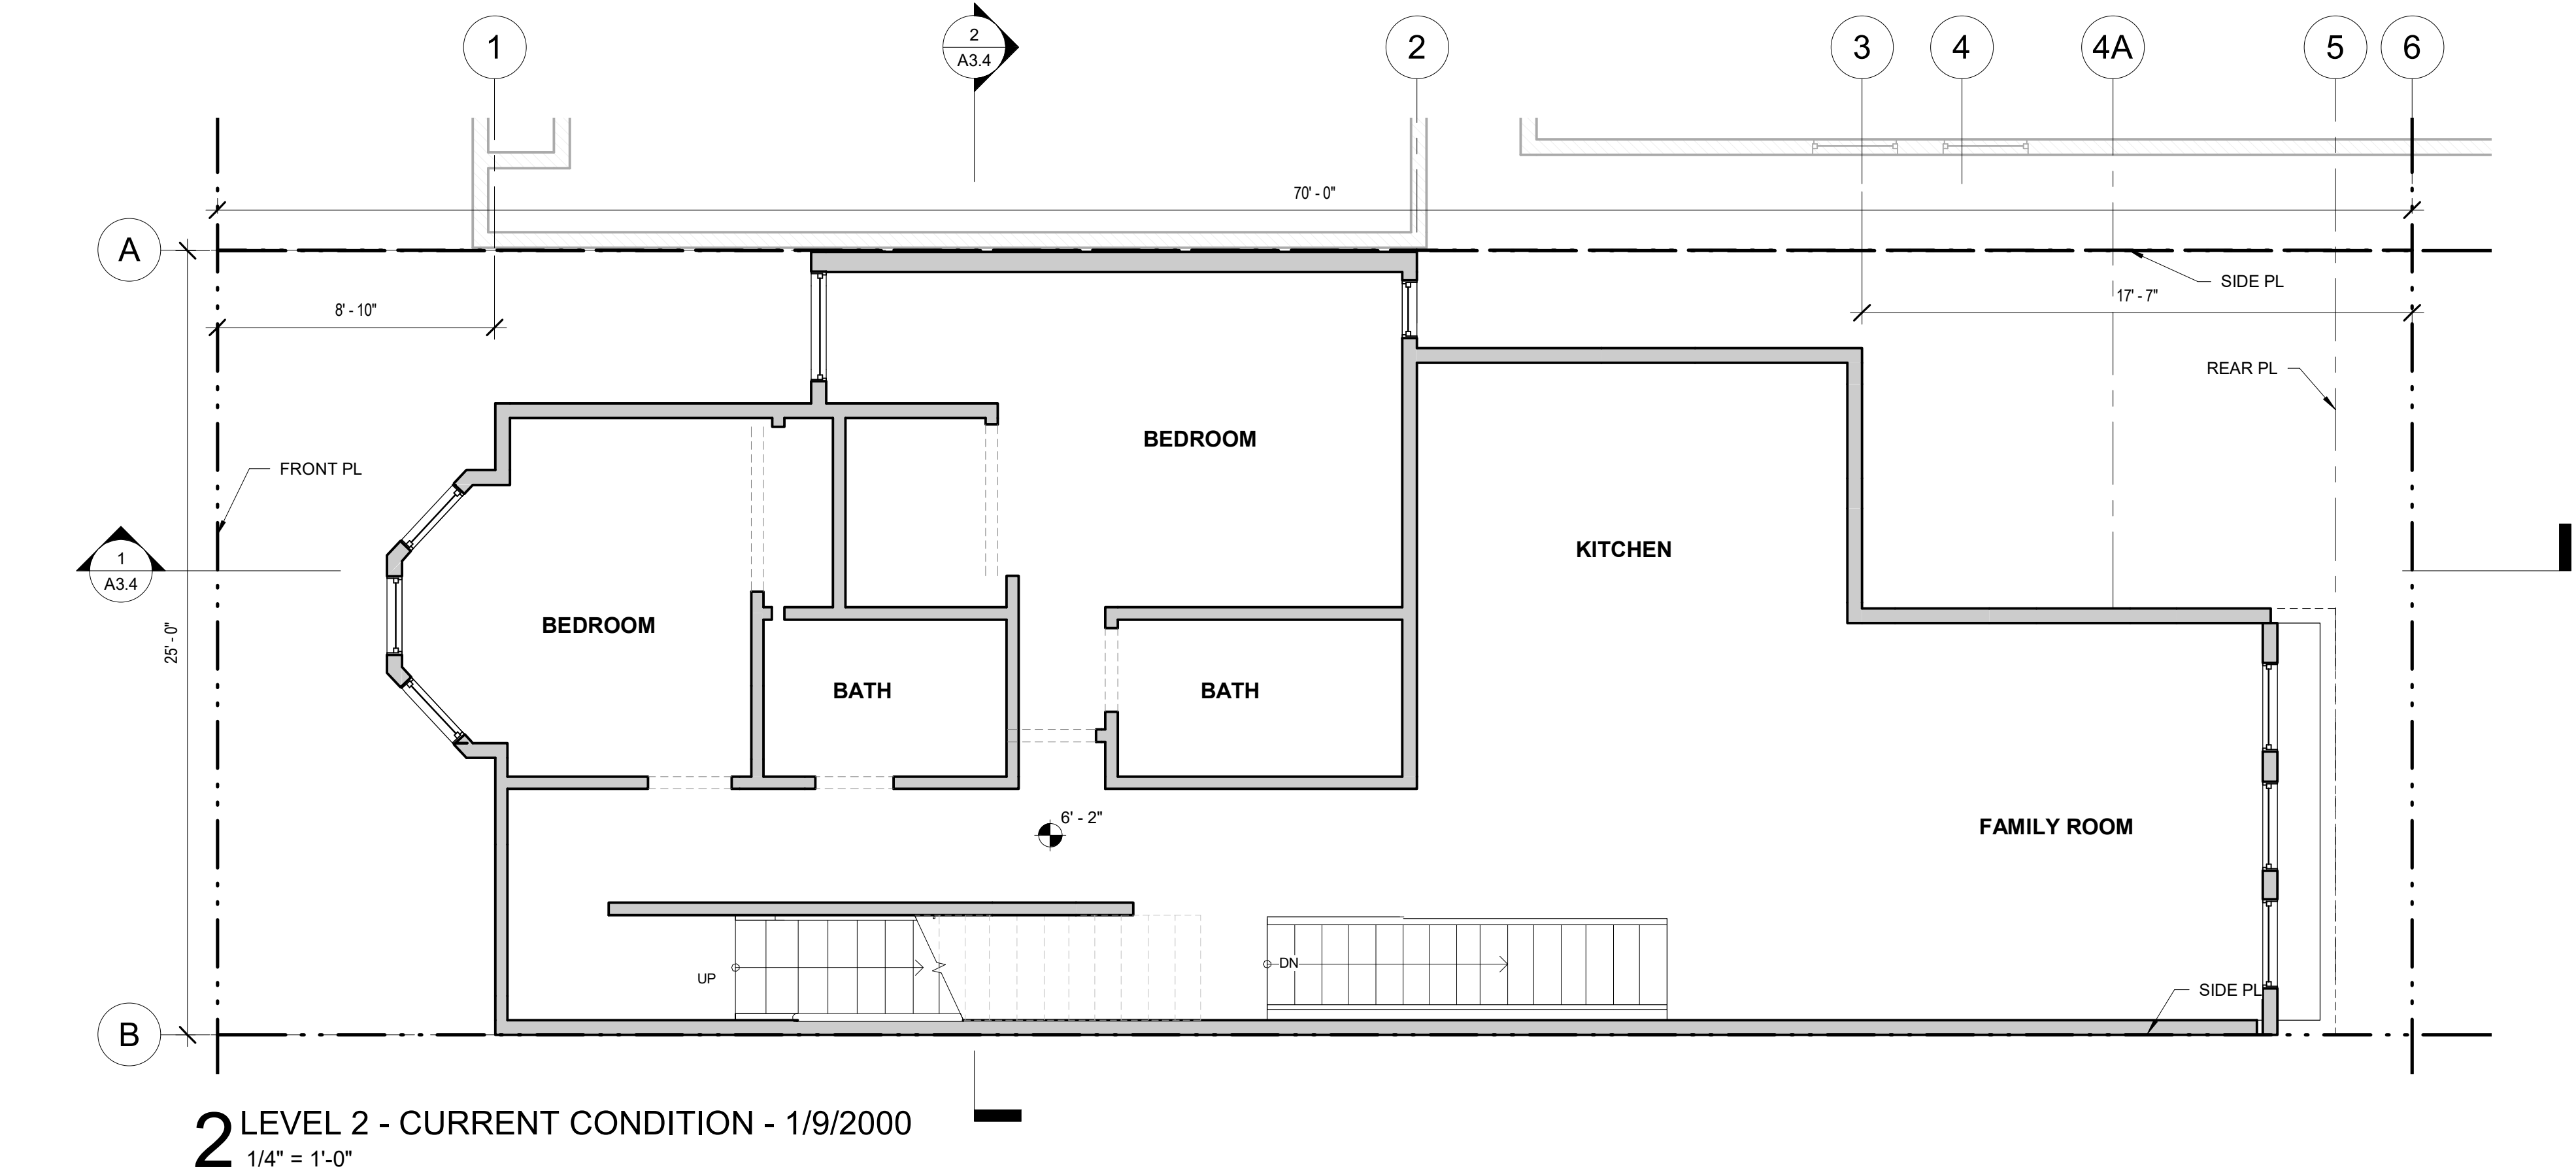 1
2
A3.4
2
3
4
4A
5
6
70' - 0"
A
SIDE PL
17' - 7"
8' - 10"
REAR PL
BEDROOM
FRONT PL
KITCHEN
1
A3.4
BEDROOM
25' - 0"
BATH
BATH
6' - 2"
FAMILY ROOM
UP
DN
SIDE PL
B
2 LEVEL 2 - CURRENT CONDITION - 1/9/2000
1/4" = 1'-0"